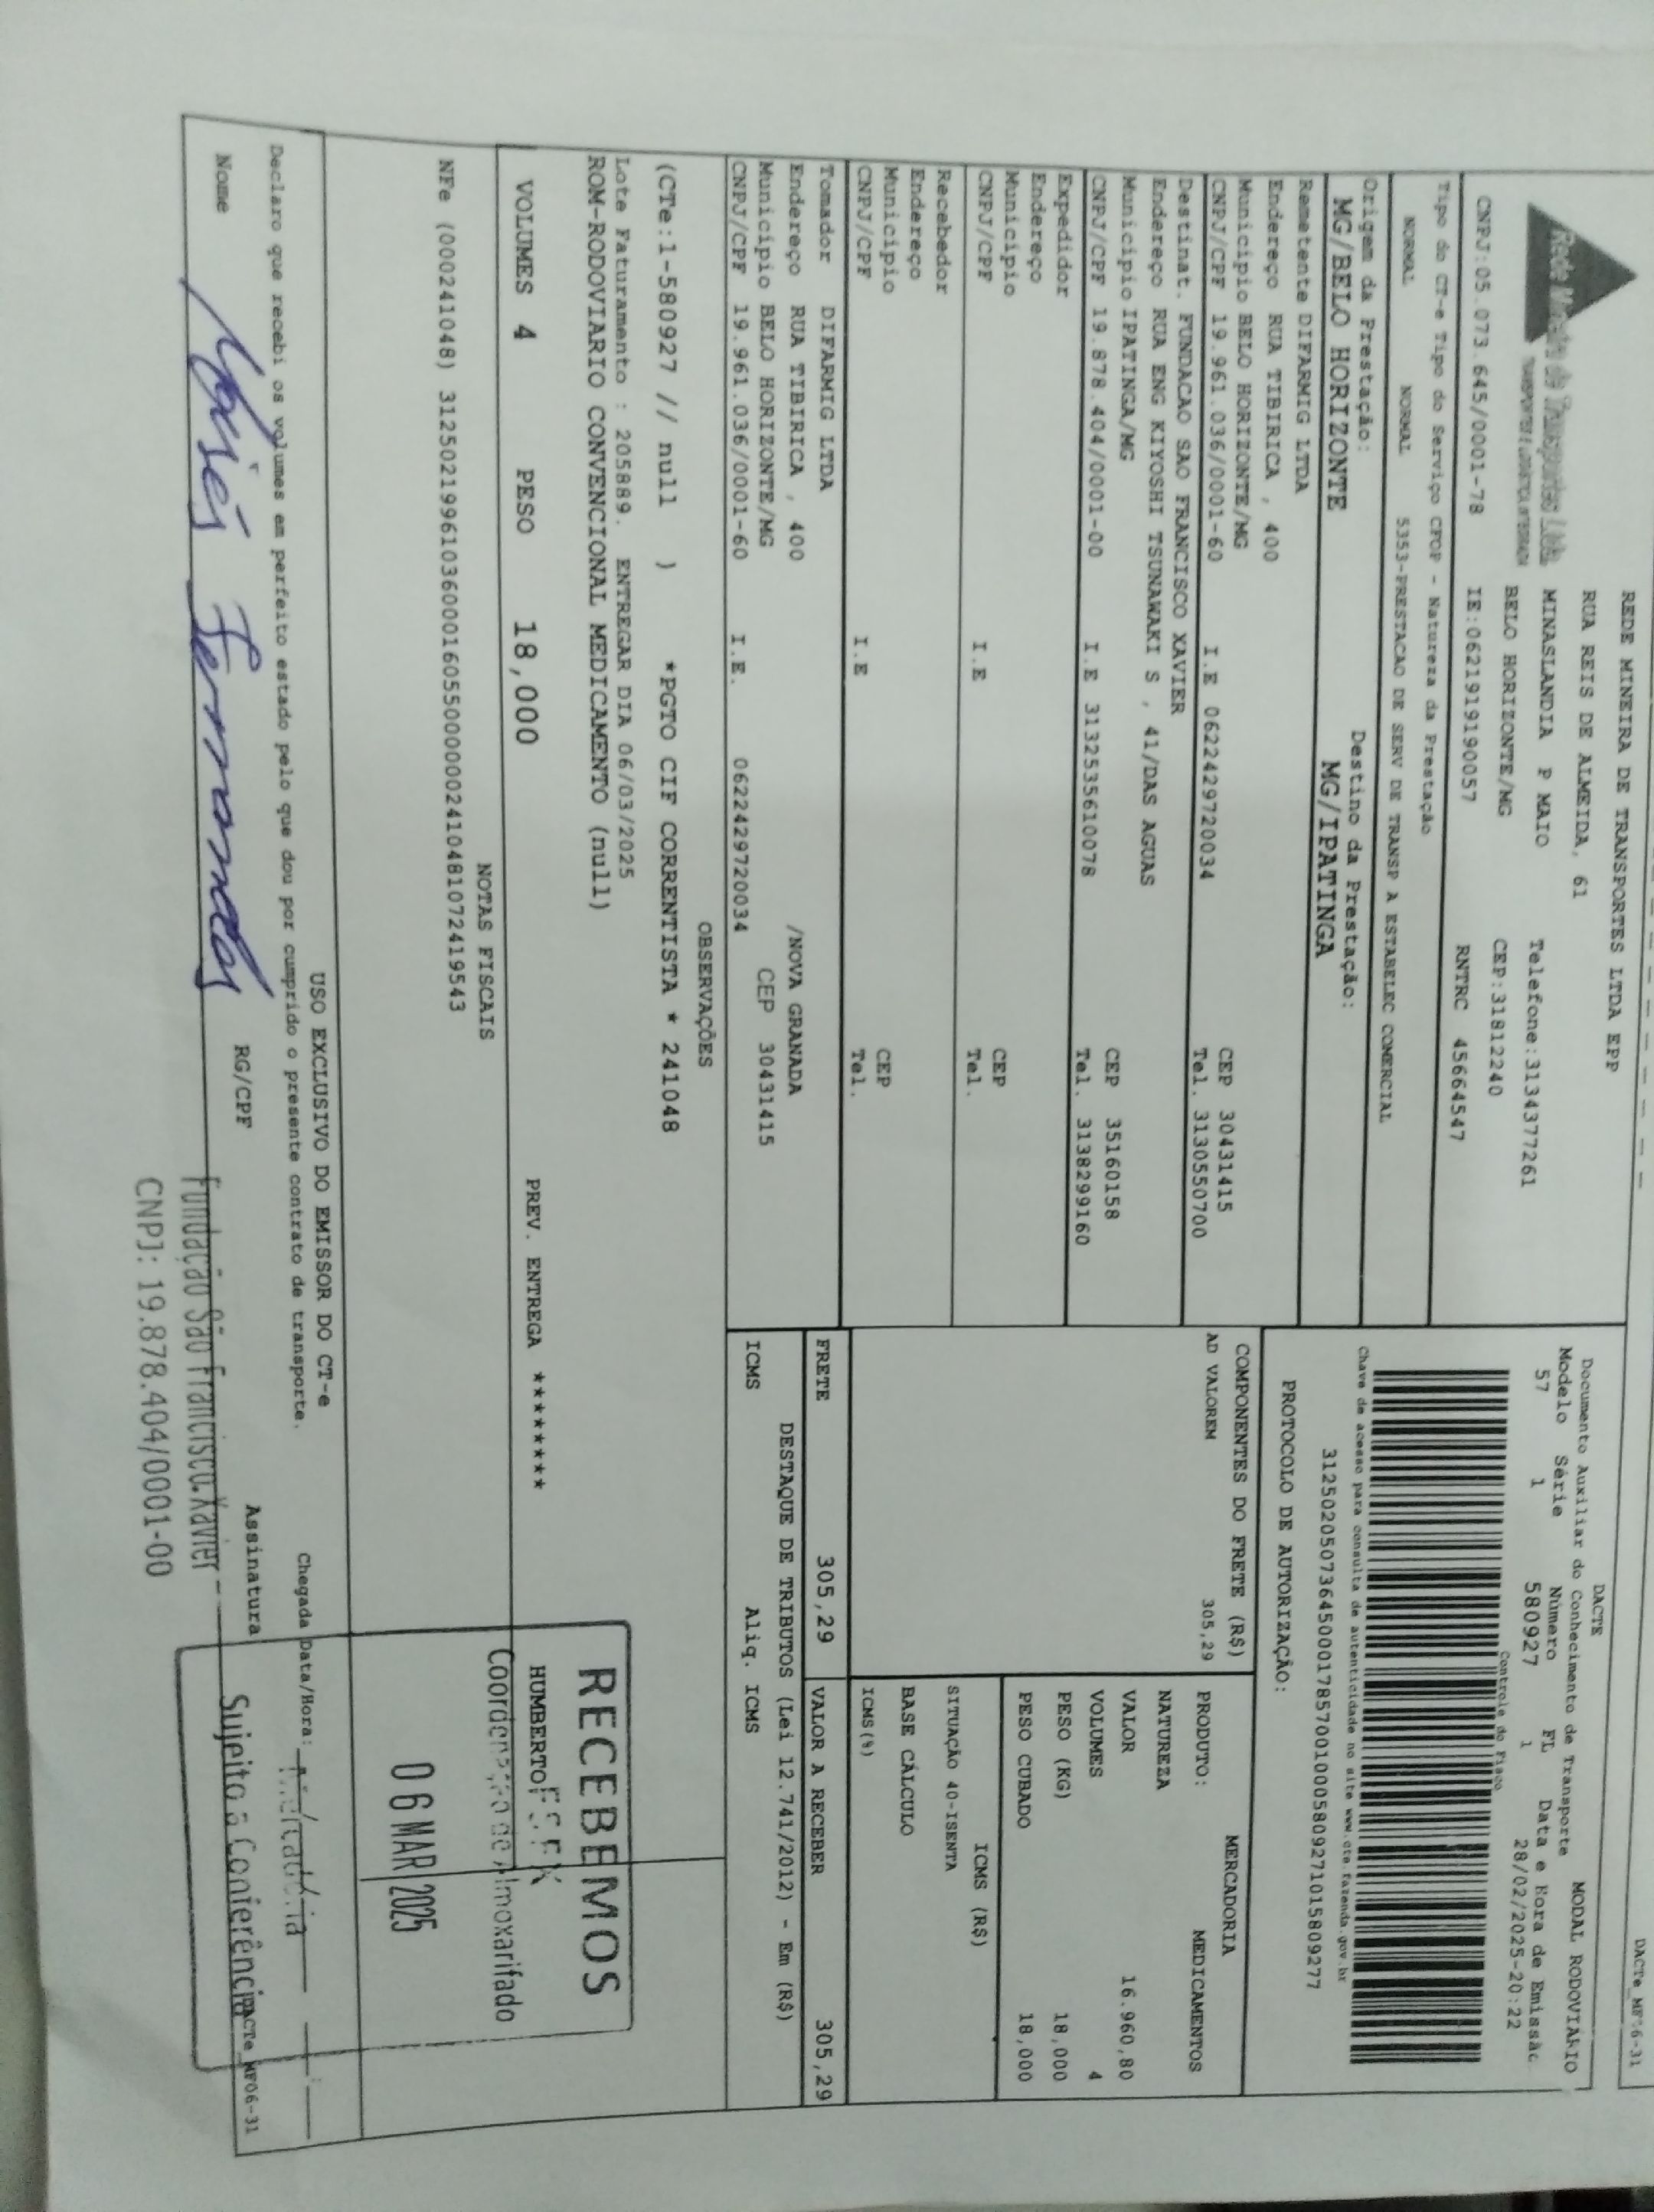 DACTe_MF06-31
REDE MINEIRA DE TRANSPORTES LTDA EPP
RUA REIS DE ALMEIDA, 61
MINASLANDIA P MAIO Telefone:3134377261
BELO HORIZONTE/MG CEP:31812240
CNPJ:05.073.645/0001-78 IE:0621919190057 RNTRC 45664547
Rede Mineira de Transportes Ltda.
DACTE
Documento Auxiliar do Conhecimento de Transporte MODAL RODOVIÁRIO
Modelo Série Número FL Data e Hora de Emissão
57 1 580927 1 28/02/2025-20:22
Controle do Fisco
Chave de acesso para consulta de autenticidade no site www.cte.fazenda.gov.br
31250205073645000178570010005809271015809277
PROTOCOLO DE AUTORIZAÇÃO:
Tipo do CT-e Tipo do Serviço CFOP - Natureza da Prestação
NORMAL NORMAL 5353-PRESTACAO DE SERV DE TRANSP A ESTABELEC COMERCIAL
Origem da Prestação: Destino da Prestação:
MG/BELO HORIZONTE MG/IPATINGA
Remetente DIFARMIG LTDA
Endereço RUA TIBIRICA , 400
Municipio BELO HORIZONTE/MG CEP 30431415
CNPJ/CPF 19.961.036/0001-60 I.E 0622429720034 Tel. 3130550700
Destinat. FUNDACAO SAO FRANCISCO XAVIER
Endereço RUA ENG KIYOSHI TSUNAWAKI S , 41/DAS AGUAS
Municipio IPATINGA/MG CEP 35160158
CNPJ/CPF 19.878.404/0001-00 I.E 3132535610078 Tel. 3138299160
Expedidor
Endereço
Municipio CEP
CNPJ/CPF I.E Tel.
Recebedor
Endereço
Municipio CEP
CNPJ/CPF I.E Tel.
Tomador DIFARMIG LTDA
Endereço RUA TIBIRICA , 400 /NOVA GRANADA
Municipio BELO HORIZONTE/MG CEP 30431415
CNPJ/CPF 19.961.036/0001-60 I.E. 0622429720034
COMPONENTES DO FRETE (R$)
AD VALOREM 305,29
MERCADORIA
PRODUTO: MEDICAMENTOS
NATUREZA
VALOR 16.960,80
VOLUMES 4
PESO (KG) 18,000
PESO CUBADO 18,000
ICMS (R$)
SITUAÇÃO 40-ISENTA
BASE CÁLCULO
ICMS(%)
FRETE 305,29 VALOR A RECEBER 305,29
DESTAQUE DE TRIBUTOS (Lei 12.741/2012) - Em (R$)
ICMS Aliq. ICMS
OBSERVAÇÕES
(CTe:1-580927 // null ) *PGTO CIF CORRENTISTA * 241048
Lote Faturamento : 205889. ENTREGAR DIA 06/03/2025
ROM-RODOVIARIO CONVENCIONAL MEDICAMENTO (null)
VOLUMES 4 PESO 18,000 PREV. ENTREGA ********
NOTAS FISCAIS
NFe (000241048) 31250219961036000160550000002410481072419543
RECEBEMOS
HUMBERTO
Coordenação de Almoxarifado
06 MAR 2025
USO EXCLUSIVO DO EMISSOR DO CT-e
Declaro que recebi os volumes em perfeito estado pelo que dou por cumprido o presente contrato de transporte.
Chegada Data/Hora:
Nome RG/CPF Assinatura
Fernandes
Fundação São Francisco Xavier
CNPJ: 19.878.404/0001-00
Sujeito a Conferência
DACTe_MF06-31